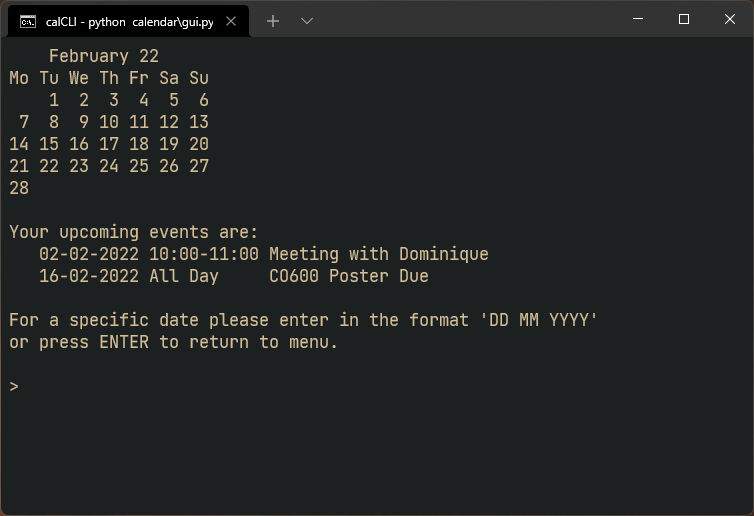 calCLI - python calendar\gui.py
February 22
Mo Tu We Th Fr Sa Su
1 2 3 4 5 6
7 8 9 10 11 12 13
14 15 16 17 18 19 20
21 22 23 24 25 26 27
28
Your upcoming events are:
02-02-2022 10:00-11:00 Meeting with Dominique
16-02-2022 All Day CO600 Poster Due
For a specific date please enter in the format 'DD MM YYYY'
or press ENTER to return to menu.
>